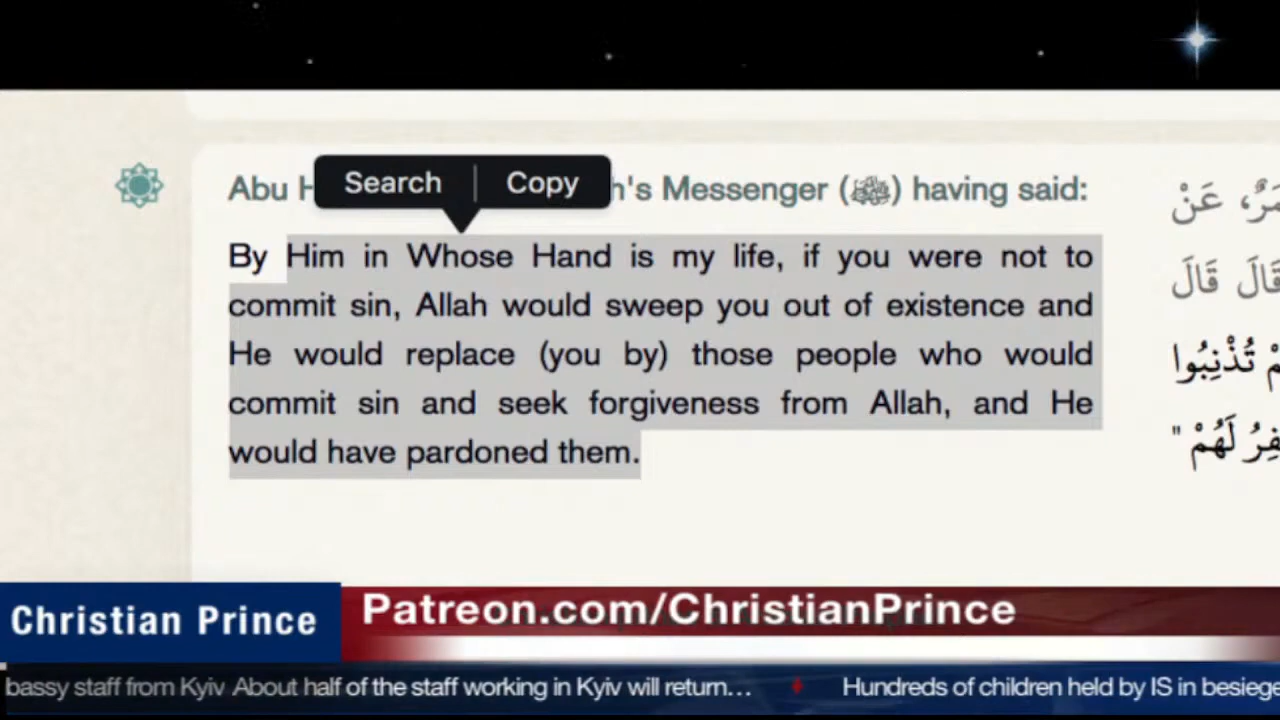 Search Copy
Abu H 's Messenger (ﷺ) having said:
By Him in Whose Hand is my life, if you were not to
commit sin, Allah would sweep you out of existence and
He would replace (you by) those people who would
commit sin and seek forgiveness from Allah, and He
would have pardoned them.
عَنْ
قَالَ قَالَ
تُذْنِبُوا
لَهُمْ "
Christian Prince
Patreon.com/ChristianPrince
bassy staff from Kyiv About half of the staff working in Kyiv will return… Hundreds of children held by IS in besiege